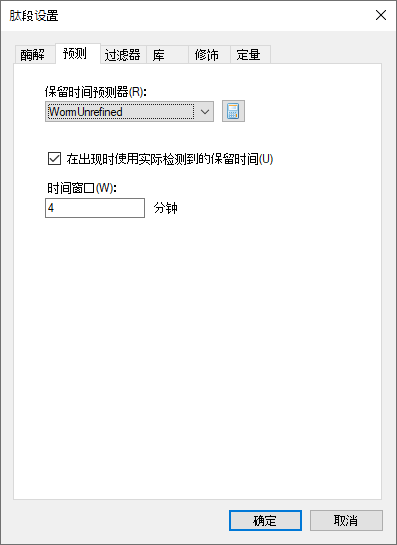 肽段设置
酶解 预测 过滤器 库 修饰 定量
保留时间预测器(R):
WormUnrefined
在出现时使用实际检测到的保留时间(U)
时间窗口(W):
4 分钟
确定 取消